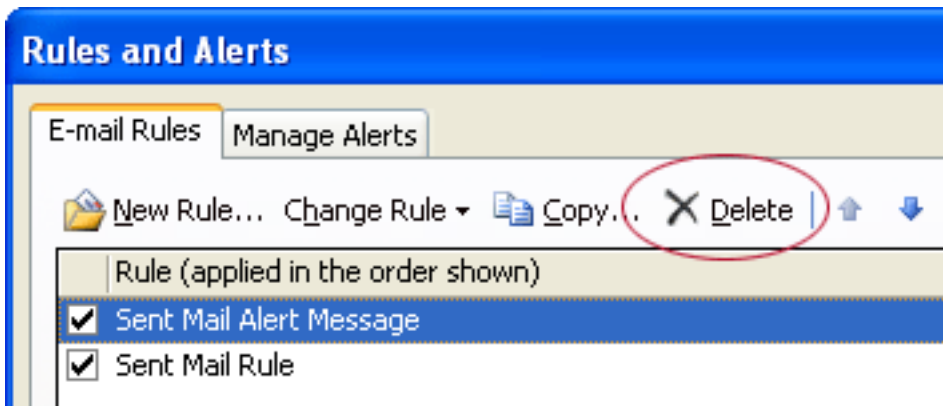 Rules and Alerts
E-mail Rules Manage Alerts
New Rule... Change Rule Copy... Delete
Rule (applied in the order shown)
Sent Mail Alert Message
Sent Mail Rule